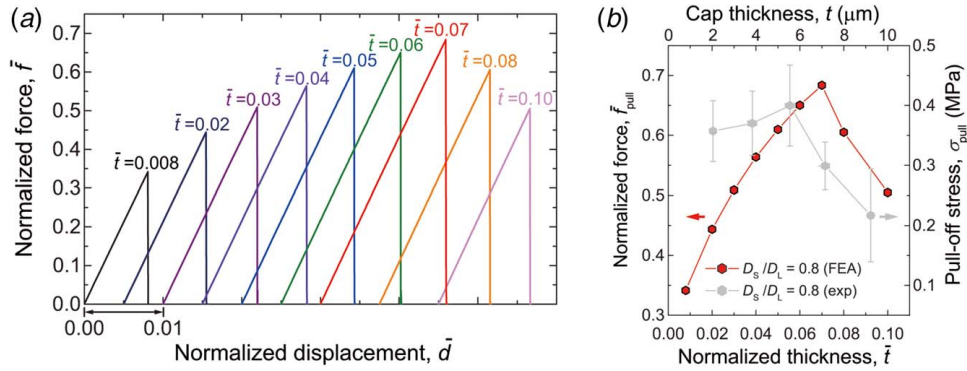 (a)
Normalized force, f̄
0.7
0.6
0.5
0.4
0.3
0.2
0.1
0.0
t̄=0.008
t̄=0.02
t̄=0.03
t̄=0.04
t̄=0.05
t̄=0.06
t̄=0.07
t̄=0.08
t̄=0.10
0.00
0.01
Normalized displacement, d̄
(b)
Cap thickness, t (μm)
0 2 4 6 8 10
Normalized force, f̄pull
0.7
0.6
0.5
0.4
0.3
Pull-off stress, σpull (MPa)
0.5
0.4
0.3
0.2
0.1
DS/DL = 0.8 (FEA)
DS/DL = 0.8 (exp)
0.00 0.02 0.04 0.06 0.08 0.10
Normalized thickness, t̄